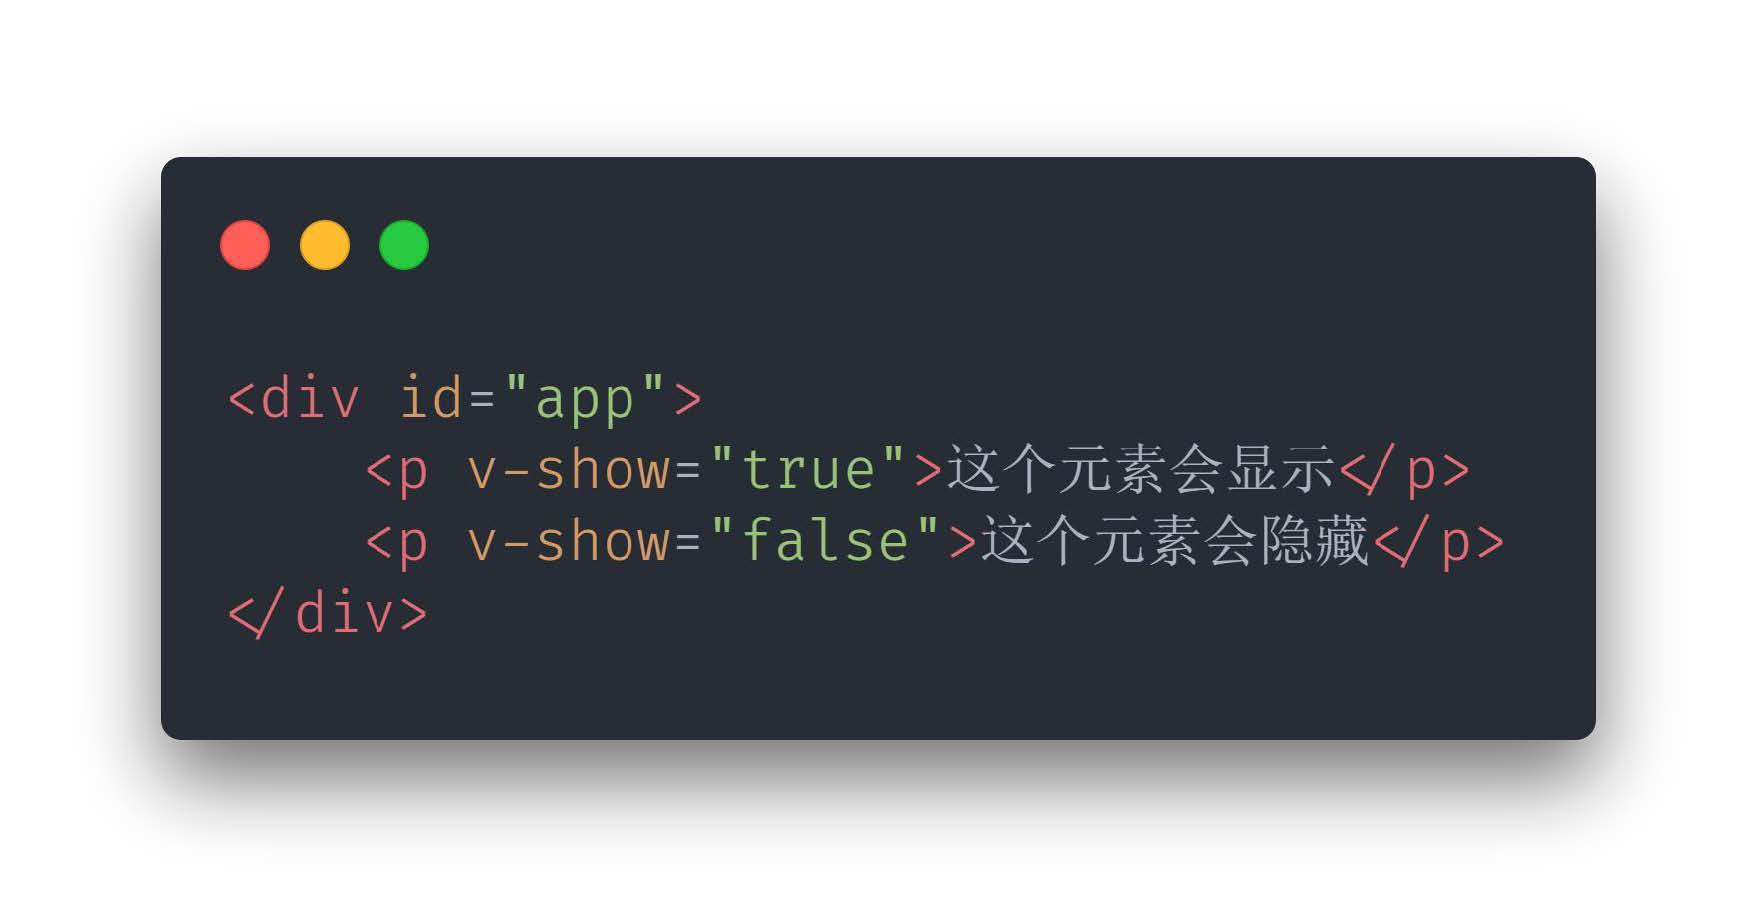 <div id="app">
    <p v-show="true">这个元素会显示</p>
    <p v-show="false">这个元素会隐藏</p>
</div>